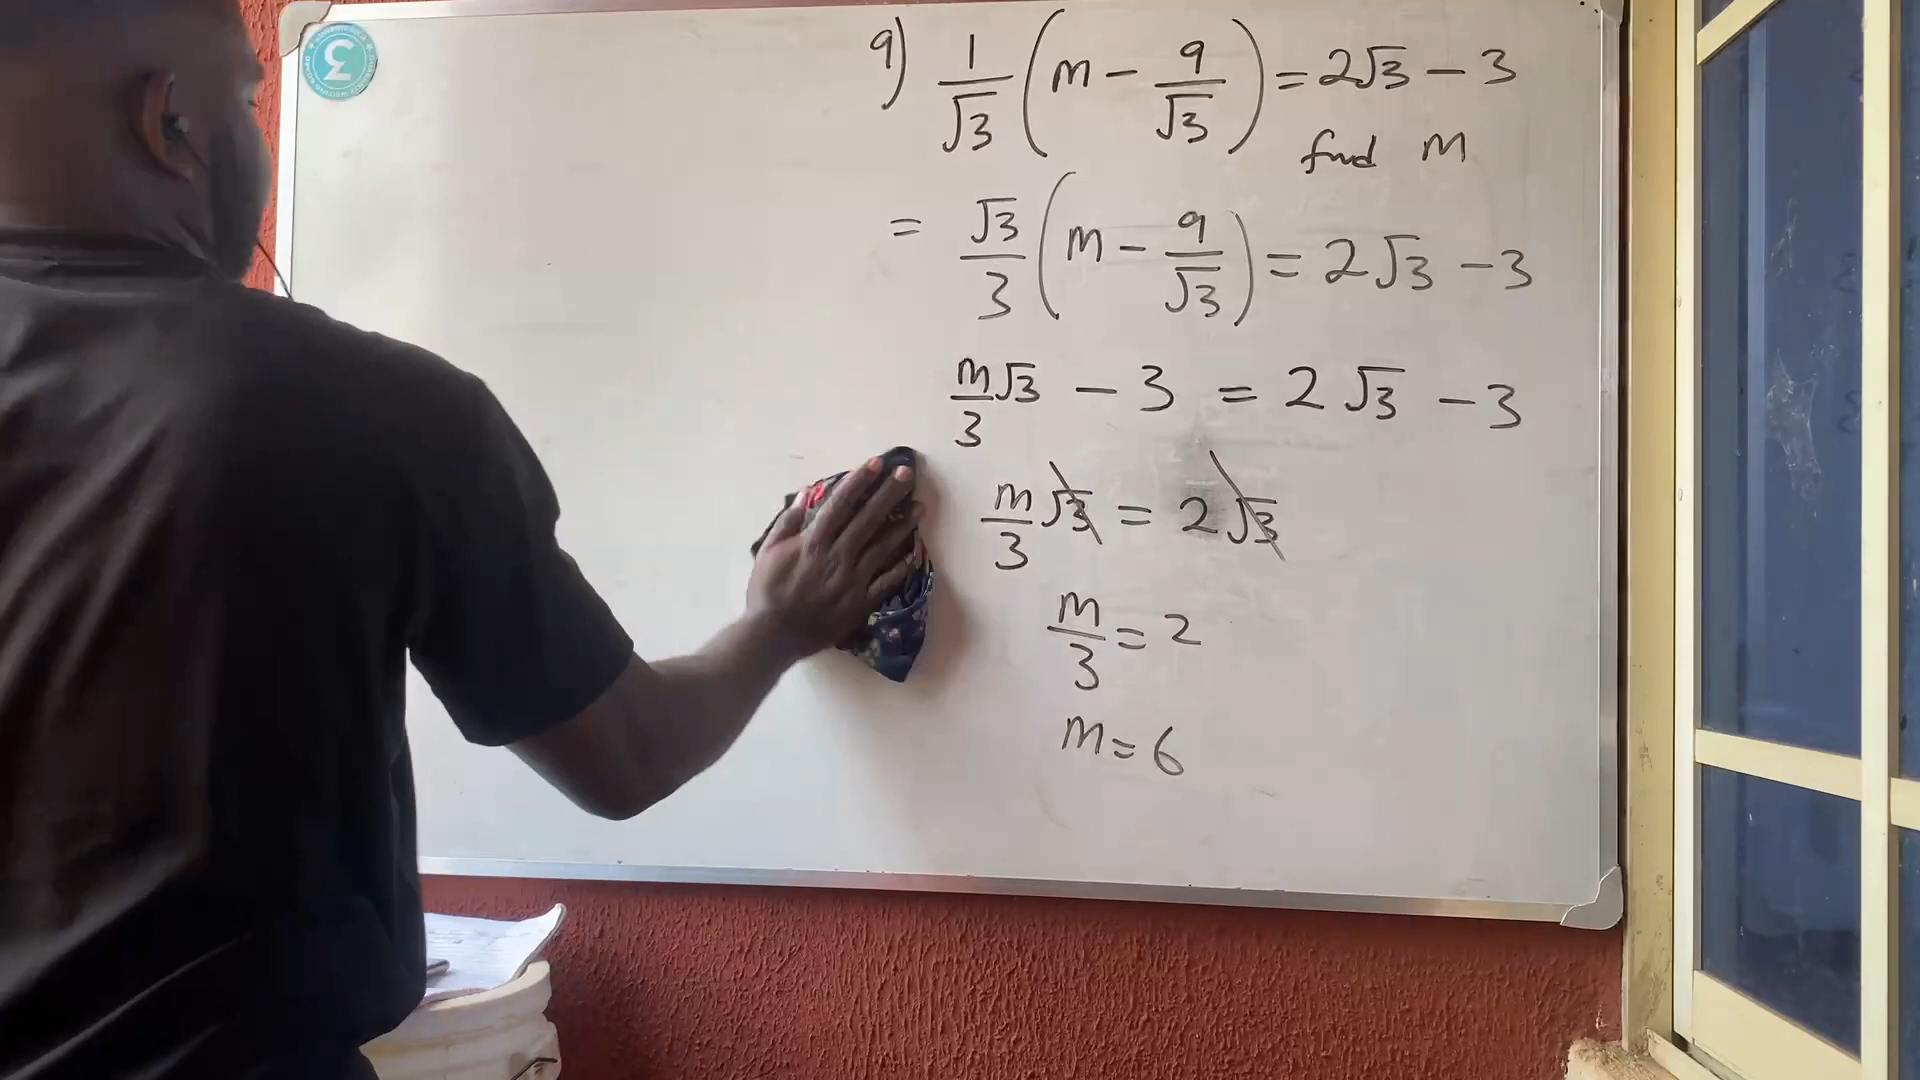 9) 1/√3 (m − 9/√3) = 2√3 − 3
find m
= √3/3 (m − 9/√3) = 2√3 − 3
m/3 √3 − 3 = 2√3 − 3
m/3 √3 = 2√3
m/3 = 2
m = 6
3